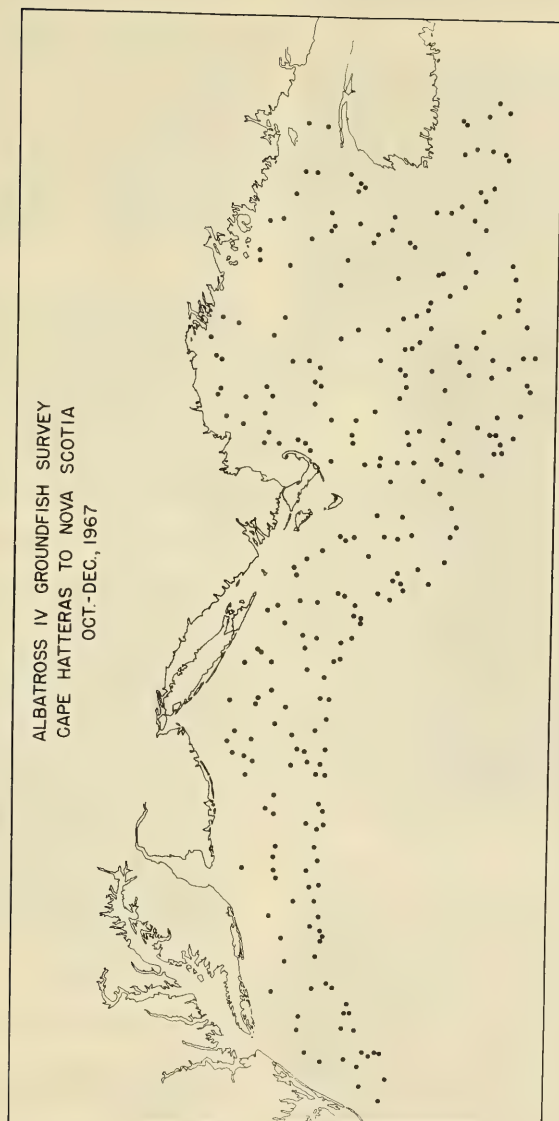 ALBATROSS IV GROUNDFISH SURVEY
CAPE HATTERAS TO NOVA SCOTIA
OCT.-DEC., 1967